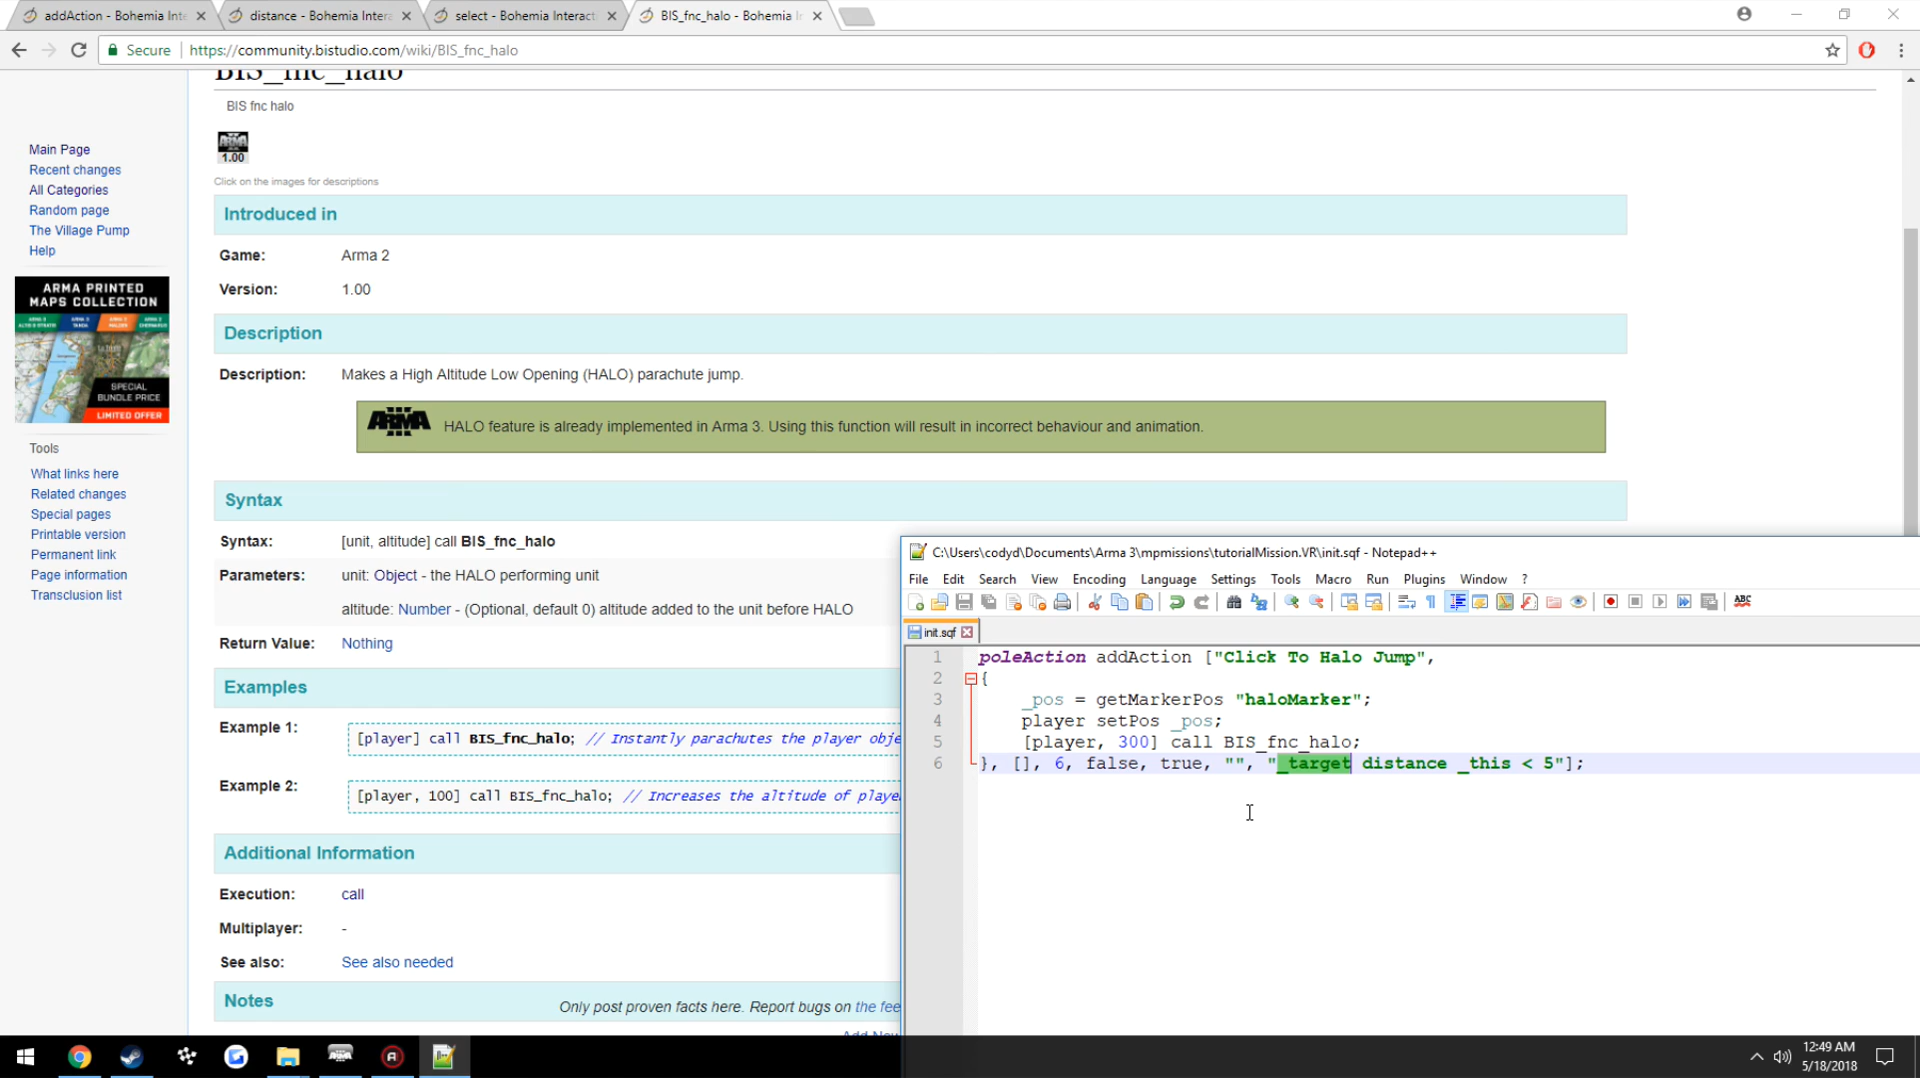 addAction - Bohemia Inte
distance - Bohemia Intera
select - Bohemia Interacti
BIS_fnc_halo - Bohemia I
Secure
https://community.bistudio.com/wiki/BIS_fnc_halo
BIS_fnc_halo
BIS fnc halo
1.00
Click on the images for descriptions
Main Page
Recent changes
All Categories
Random page
The Village Pump
Help
ARMA PRINTED
MAPS COLLECTION
SPECIAL
BUNDLE PRICE
LIMITED OFFER
Tools
What links here
Related changes
Special pages
Printable version
Permanent link
Page information
Transclusion list
Introduced in
Game: Arma 2
Version: 1.00
Description
Description: Makes a High Altitude Low Opening (HALO) parachute jump.
ARMA HALO feature is already implemented in Arma 3. Using this function will result in incorrect behaviour and animation.
Syntax
Syntax: [unit, altitude] call BIS_fnc_halo
Parameters: unit: Object - the HALO performing unit
altitude: Number - (Optional, default 0) altitude added to the unit before HALO
Return Value: Nothing
Examples
Example 1: [player] call BIS_fnc_halo; // Instantly parachutes the player obje
Example 2: [player, 100] call BIS_fnc_halo; // Increases the altitude of playe
Additional Information
Execution: call
Multiplayer: -
See also: See also needed
Notes
Only post proven facts here. Report bugs on the fee
C:\Users\codyd\Documents\Arma 3\mpmissions\tutorialMission.VR\init.sqf - Notepad++
File Edit Search View Encoding Language Settings Tools Macro Run Plugins Window ?
ABC
init.sqf
1 poleAction addAction ["Click To Halo Jump",
2 {
3 _pos = getMarkerPos "haloMarker";
4 player setPos _pos;
5 [player, 300] call BIS_fnc_halo;
6 }, [], 6, false, true, "", "_target distance _this < 5"];
12:49 AM
5/18/2018